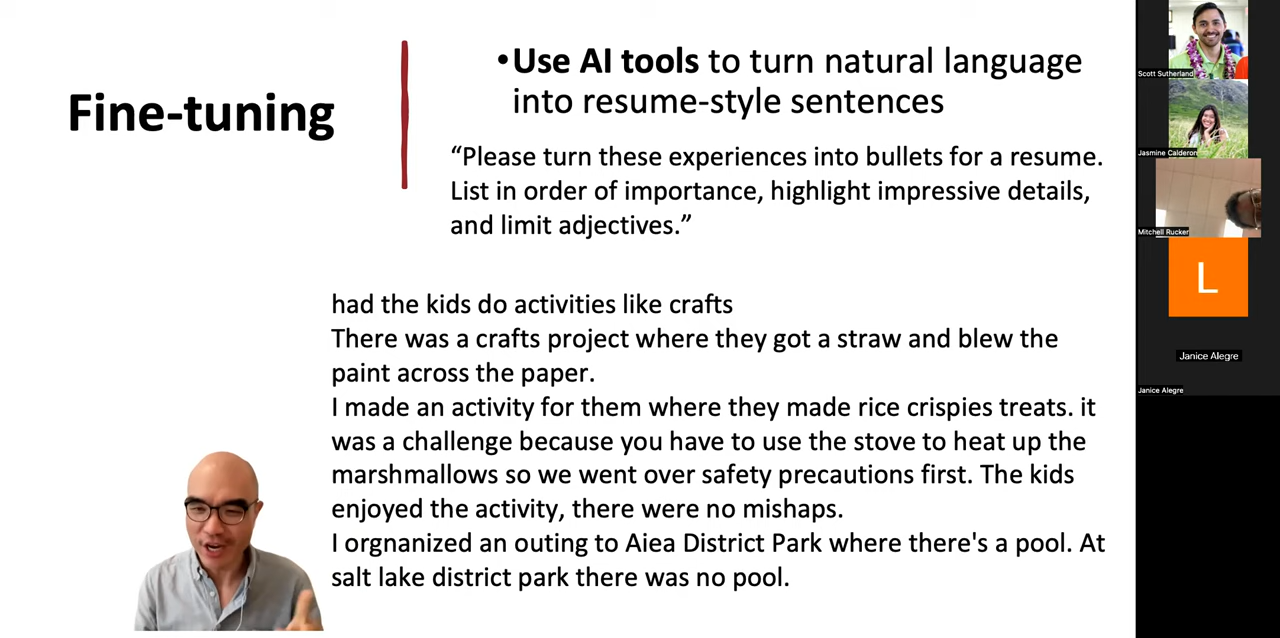 Fine-tuning
•Use AI tools to turn natural language
into resume-style sentences
“Please turn these experiences into bullets for a resume.
List in order of importance, highlight impressive details,
and limit adjectives.”
had the kids do activities like crafts
There was a crafts project where they got a straw and blew the
paint across the paper.
I made an activity for them where they made rice crispies treats. it
was a challenge because you have to use the stove to heat up the
marshmallows so we went over safety precautions first. The kids
enjoyed the activity, there were no mishaps.
I orgnanized an outing to Aiea District Park where there's a pool. At
salt lake district park there was no pool.
Scott Sutherland
Jasmine Calderon
Mitchell Rucker
L
Janice Alegre
Janice Alegre